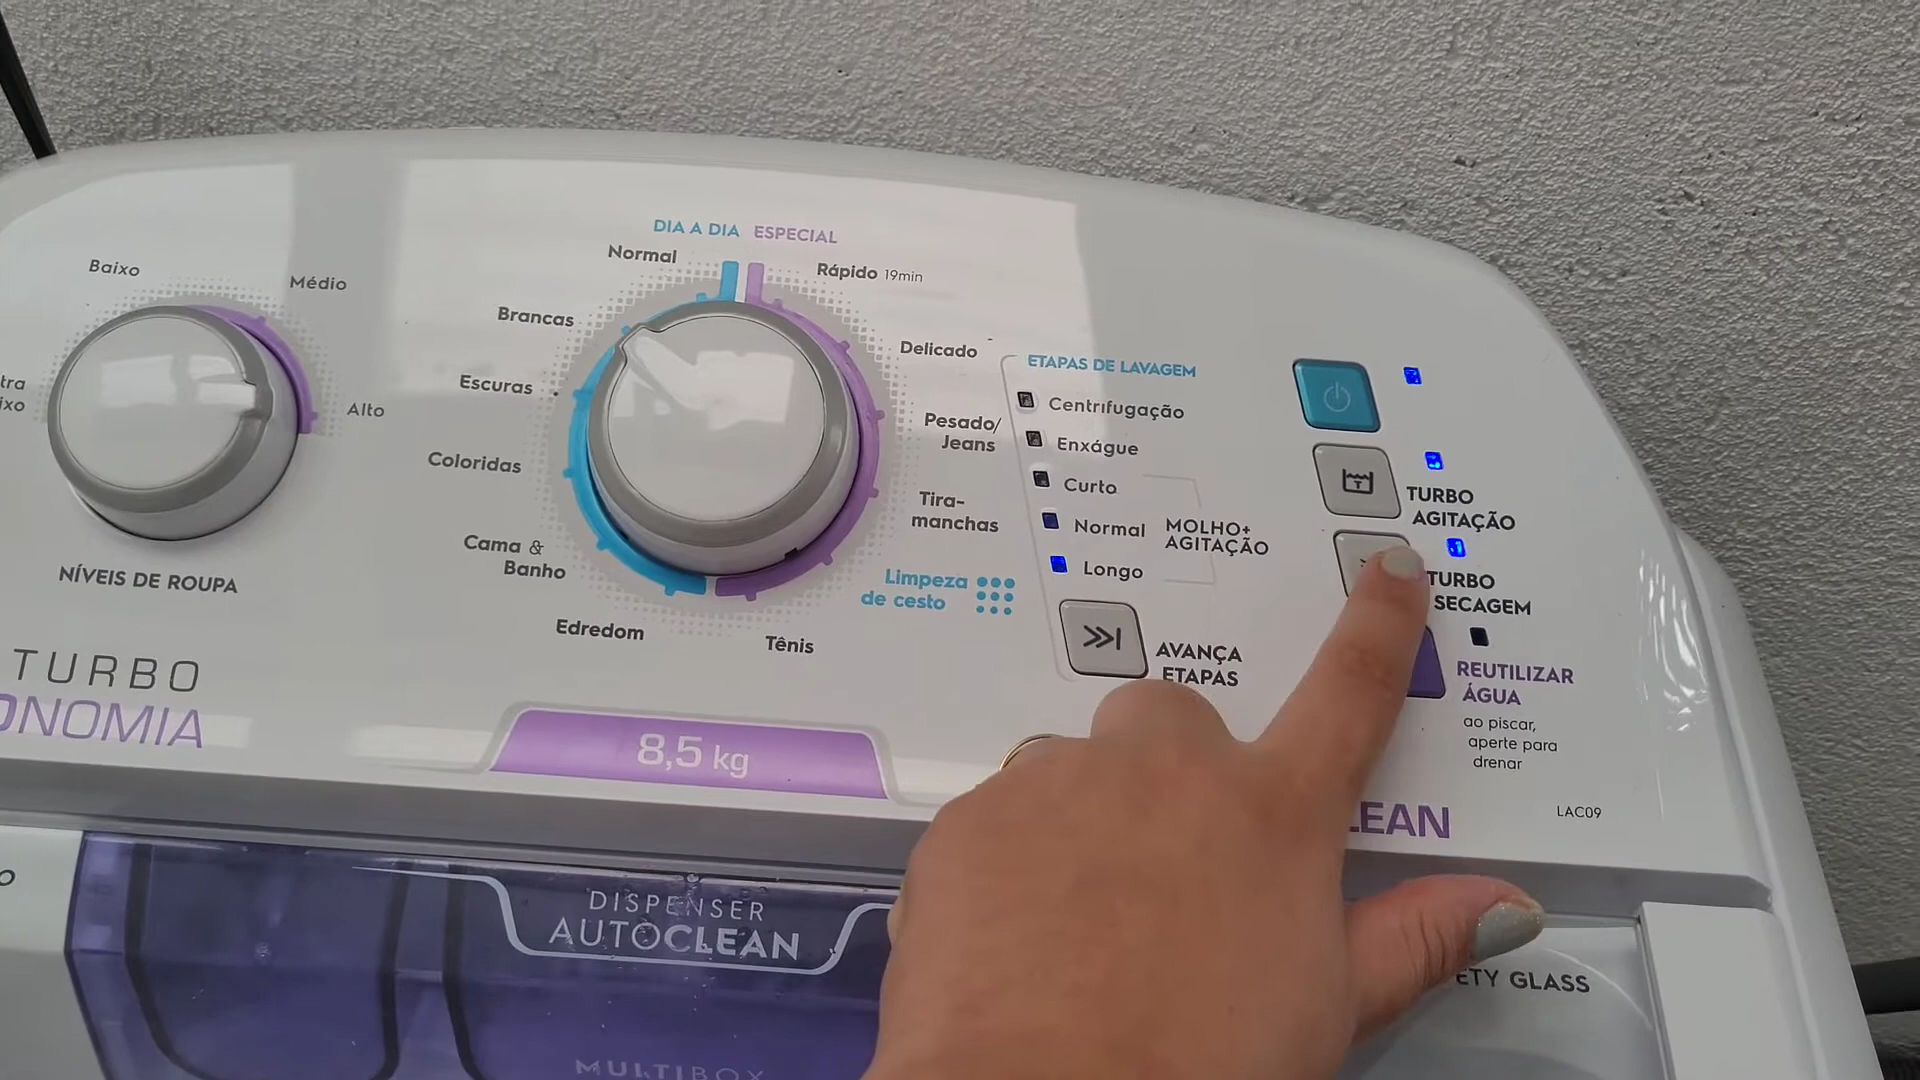 Baixo
Médio
Alto
NÍVEIS DE ROUPA
TURBO
DIA A DIA
ESPECIAL
Normal
Rápido 19min
Brancas
Delicado
Escuras
Pesado/
Jeans
Coloridas
Tira-
manchas
Cama &
Banho
Limpeza
de cesto
Edredom
Tênis
8,5 kg
ETAPAS DE LAVAGEM
Centrifugação
Enxágue
Curto
Normal
Longo
MOLHO+
AGITAÇÃO
AVANÇA
ETAPAS
TURBO
AGITAÇÃO
TURBO
SECAGEM
REUTILIZAR
ÁGUA
ao piscar,
aperte para
drenar
LAC09
DISPENSER
AUTOCLEAN
MULTIBOX
GLASS